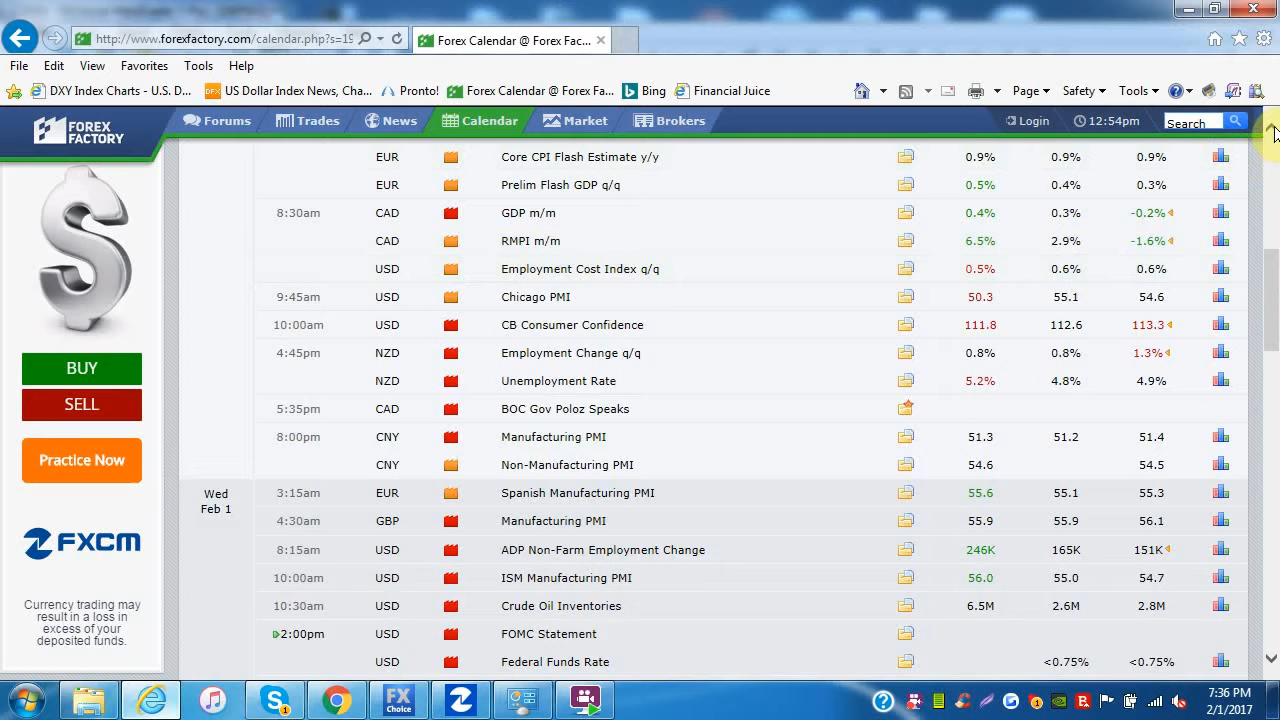 http://www.forexfactory.com/calendar.php?s=19
Forex Calendar @ Forex Fac...
File Edit View Favorites Tools Help
DXY Index Charts - U.S. D...
DFX US Dollar Index News, Cha...
Pronto!
Forex Calendar @ Forex Fa...
Bing
Financial Juice
Page Safety Tools
FOREX
FACTORY
Forums Trades News Calendar Market Brokers Login 12:54pm Search
EUR Core CPI Flash Estimate y/y 0.9% 0.9% 0.9%
EUR Prelim Flash GDP q/q 0.5% 0.4% 0.3%
8:30am CAD GDP m/m 0.4% 0.3% -0.2%
CAD RMPI m/m 6.5% 2.9% -1.6%
USD Employment Cost Index q/q 0.5% 0.6% 0.6%
9:45am USD Chicago PMI 50.3 55.1 54.6
10:00am USD CB Consumer Confidence 111.8 112.6 113.3
4:45pm NZD Employment Change q/q 0.8% 0.8% 1.3%
NZD Unemployment Rate 5.2% 4.8% 4.9%
5:35pm CAD BOC Gov Poloz Speaks
8:00pm CNY Manufacturing PMI 51.3 51.2 51.4
CNY Non-Manufacturing PMI 54.6 54.5
Wed
Feb 1
3:15am EUR Spanish Manufacturing PMI 55.6 55.1 55.3
4:30am GBP Manufacturing PMI 55.9 55.9 56.1
8:15am USD ADP Non-Farm Employment Change 246K 165K 151K
10:00am USD ISM Manufacturing PMI 56.0 55.0 54.7
10:30am USD Crude Oil Inventories 6.5M 2.6M 2.8M
2:00pm USD FOMC Statement
USD Federal Funds Rate <0.75% <0.75%
$
BUY
SELL
Practice Now
FXCM
Currency trading may
result in a loss in
excess of your
deposited funds.
FX
Choice
7:36 PM
2/1/2017